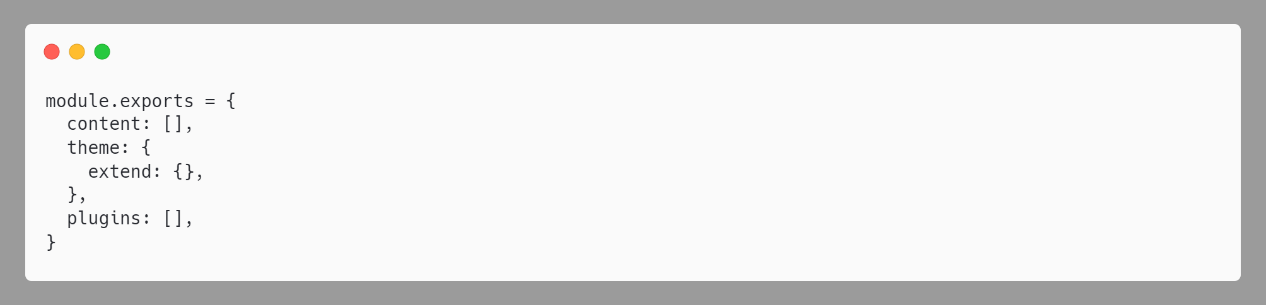 module.exports = {
  content: [],
  theme: {
    extend: {},
  },
  plugins: [],
}